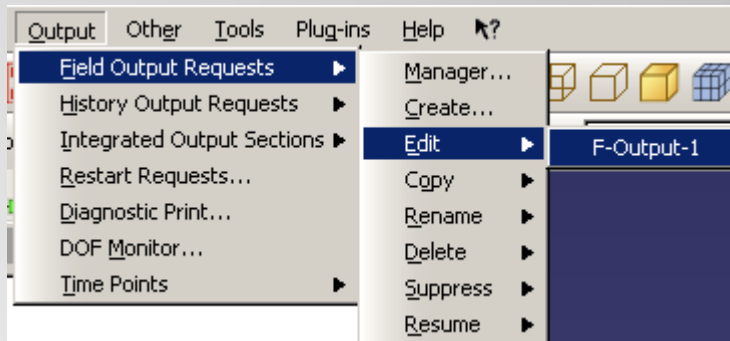 Output Other Tools Plug-ins Help ?
Field Output Requests
History Output Requests
Integrated Output Sections
Restart Requests...
Diagnostic Print...
DOF Monitor...
Time Points
Manager...
Create...
Edit
Copy
Rename
Delete
Suppress
Resume
F-Output-1